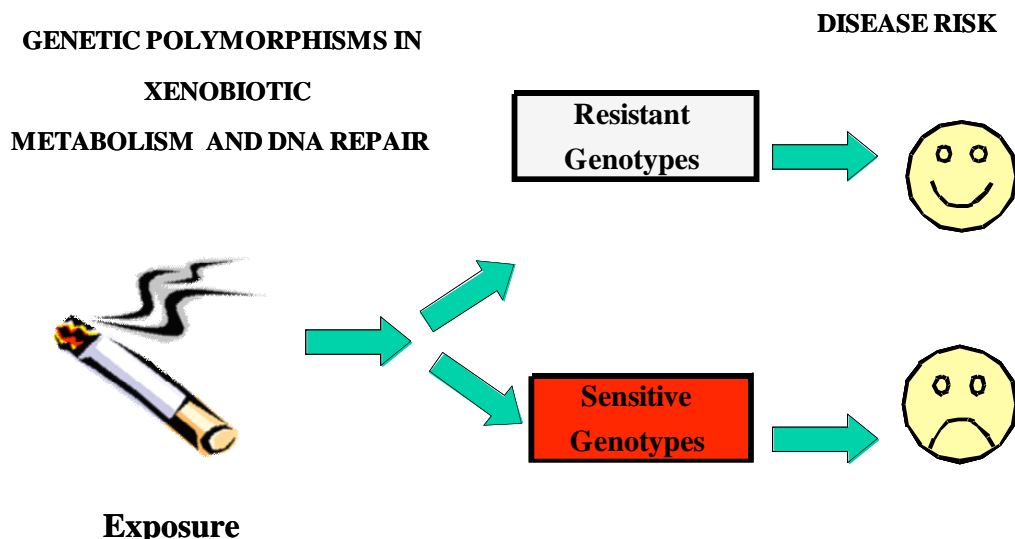 GENETIC POLYMORPHISMS IN
XENOBIOTIC
METABOLISM AND DNA REPAIR
DISEASE RISK
Resistant
Genotypes
Sensitive
Genotypes
Exposure